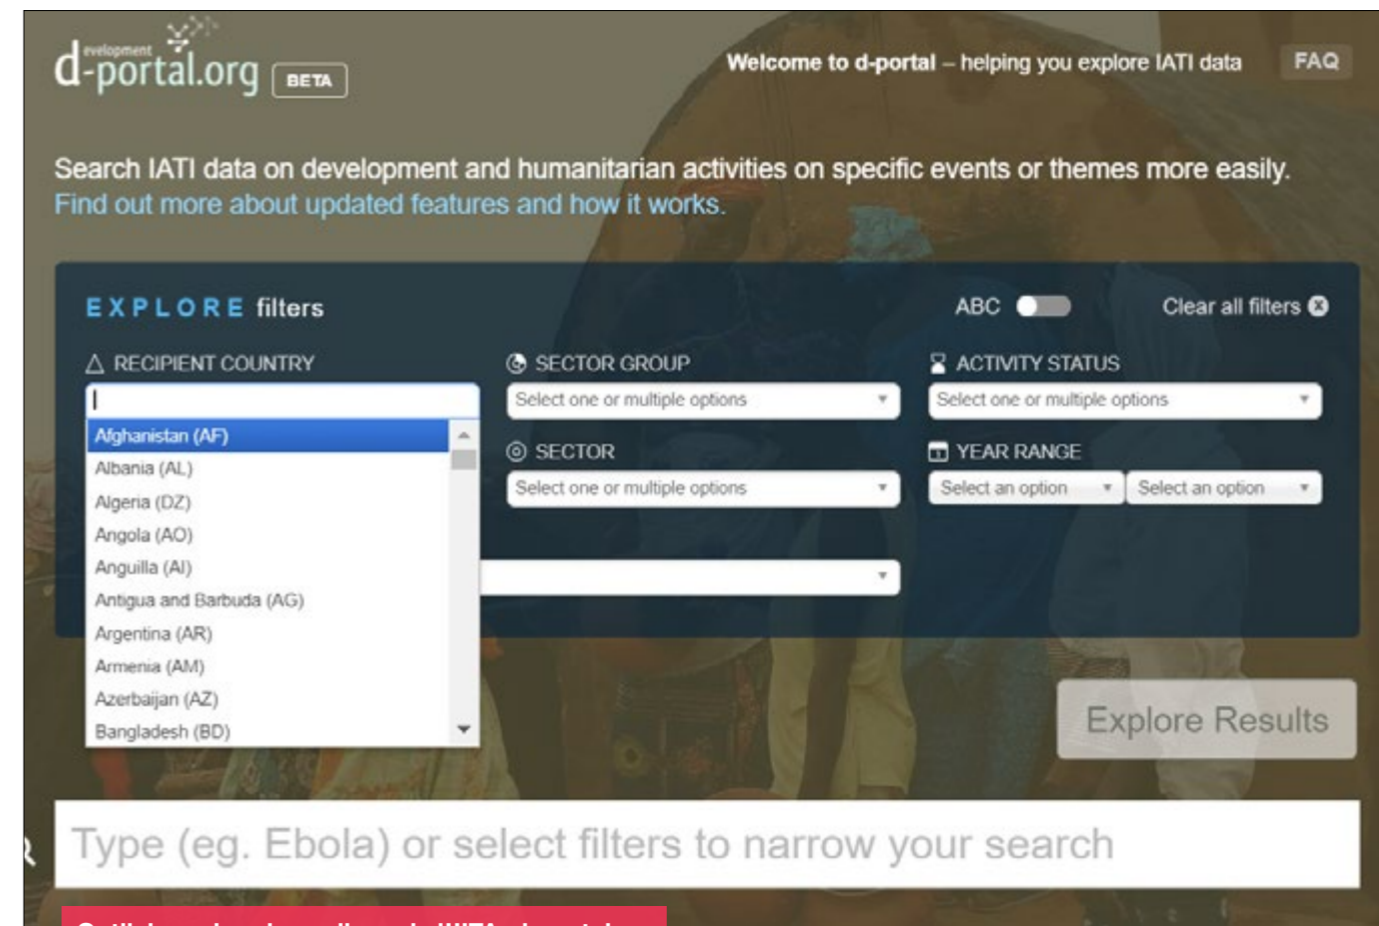 development
d-portal.org BETA
Welcome to d-portal – helping you explore IATI data FAQ
Search IATI data on development and humanitarian activities on specific events or themes more easily.
Find out more about updated features and how it works.
EXPLORE filters
ABC
Clear all filters
RECIPIENT COUNTRY
Afghanistan (AF)
Albania (AL)
Algeria (DZ)
Angola (AO)
Anguilla (AI)
Antigua and Barbuda (AG)
Argentina (AR)
Armenia (AM)
Azerbaijan (AZ)
Bangladesh (BD)
SECTOR GROUP
Select one or multiple options
SECTOR
Select one or multiple options
ACTIVITY STATUS
Select one or multiple options
YEAR RANGE
Select an option Select an option
Explore Results
Type (eg. Ebola) or select filters to narrow your search